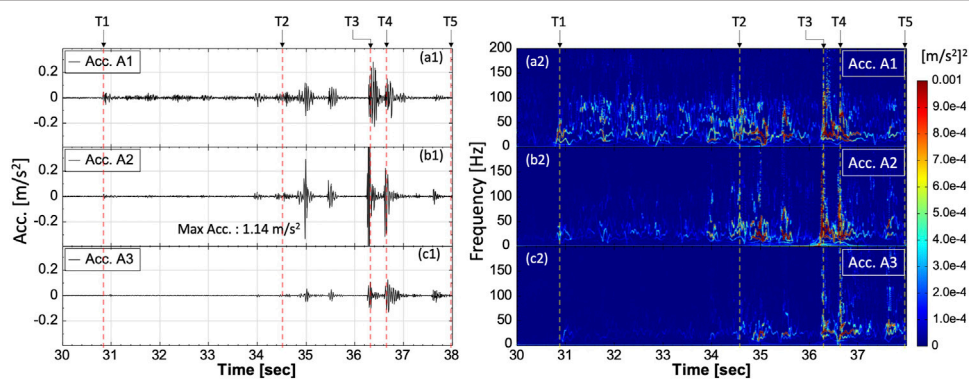 T1 T2 T3 T4 T5
Acc. A1
(a1)
0.2
0
-0.2
Acc. A2
(b1)
0.2
0
-0.2
Max Acc. : 1.14 m/s²
Acc. A3
(c1)
0.2
0
-0.2
Acc. [m/s²]
30 31 32 33 34 35 36 37 38
Time [sec]
T1 T2 T3 T4 T5
200
(a2)
Acc. A1
150
100
50
0
(b2)
Acc. A2
150
100
50
0
(c2)
Acc. A3
150
100
50
0
Frequency [Hz]
30 31 32 33 34 35 36 37
Time [sec]
[m/s²]²
0.001
9.0e-4
8.0e-4
7.0e-4
6.0e-4
5.0e-4
4.0e-4
3.0e-4
2.0e-4
1.0e-4
0